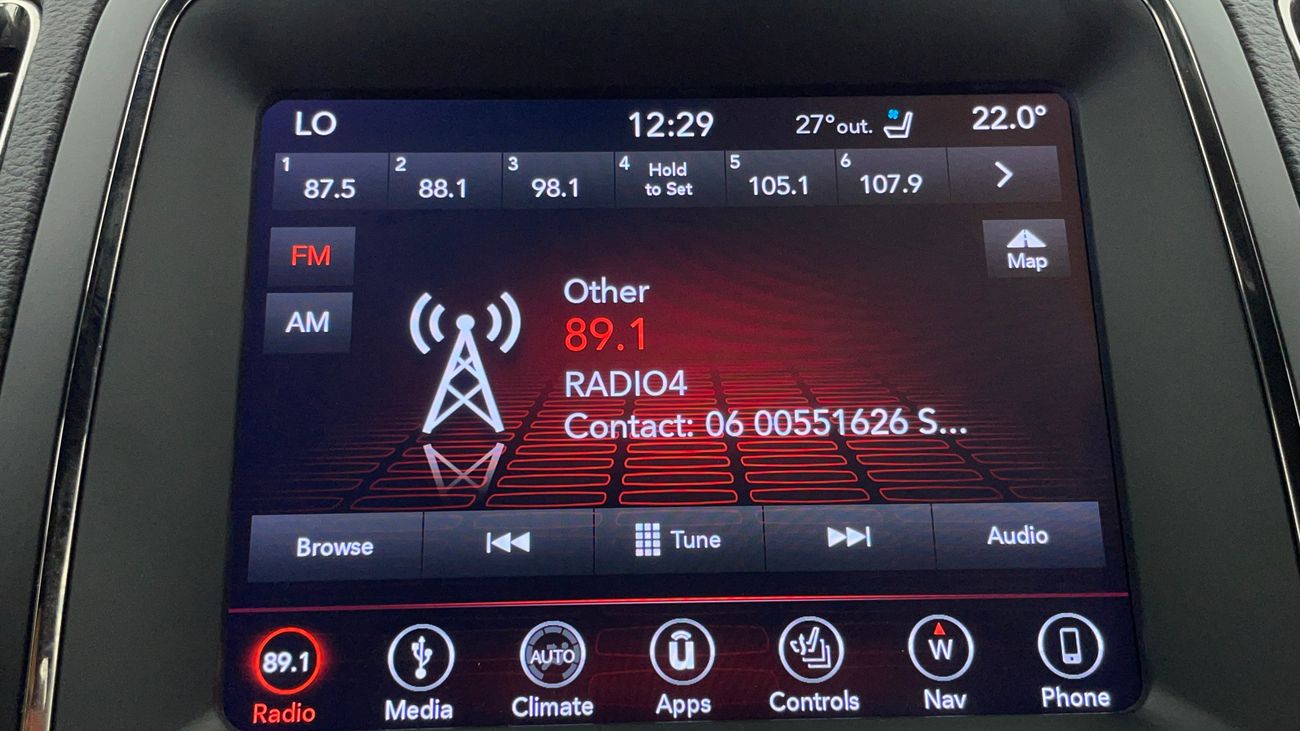 LO 12:29 27°out. 22.0°
1 87.5 2 88.1 3 98.1 4 Hold to Set 5 105.1 6 107.9
FM
Map
AM
Other
89.1
RADIO4
Contact: 06 00551626 S...
Browse Tune Audio
89.1 AUTO W
Radio Media Climate Apps Controls Nav Phone